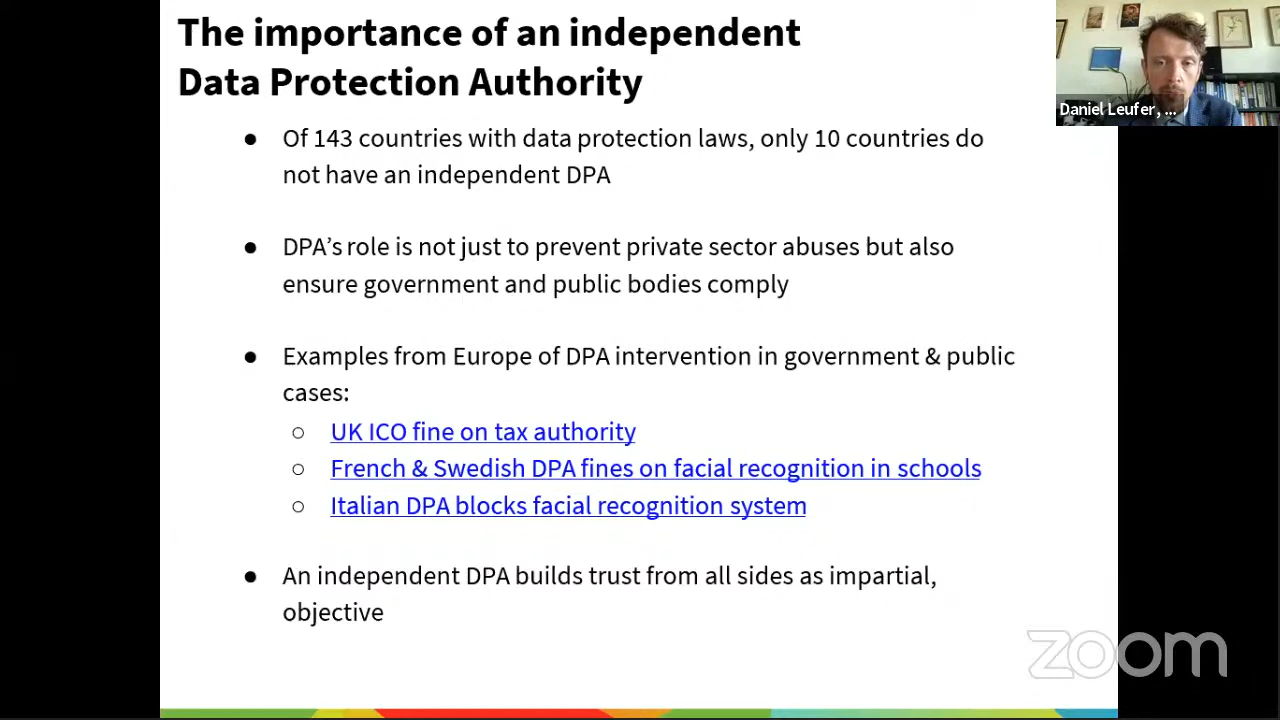 The importance of an independent
Data Protection Authority
Daniel Leufer, ...
● Of 143 countries with data protection laws, only 10 countries do
not have an independent DPA
● DPA’s role is not just to prevent private sector abuses but also
ensure government and public bodies comply
● Examples from Europe of DPA intervention in government & public
cases:
○ UK ICO fine on tax authority
○ French & Swedish DPA fines on facial recognition in schools
○ Italian DPA blocks facial recognition system
● An independent DPA builds trust from all sides as impartial,
objective
zoom